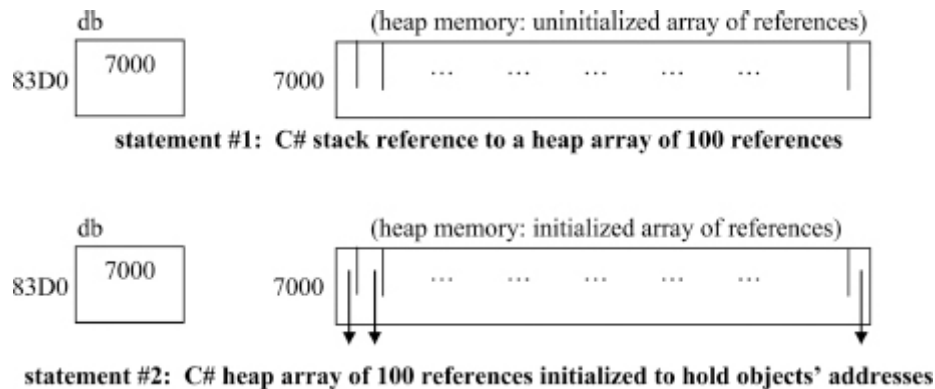 db
(heap memory: uninitialized array of references)
83D0
7000
7000
... ... ... ... ...
statement #1: C# stack reference to a heap array of 100 references
db
(heap memory: initialized array of references)
83D0
7000
7000
... ... ... ... ...
statement #2: C# heap array of 100 references initialized to hold objects' addresses